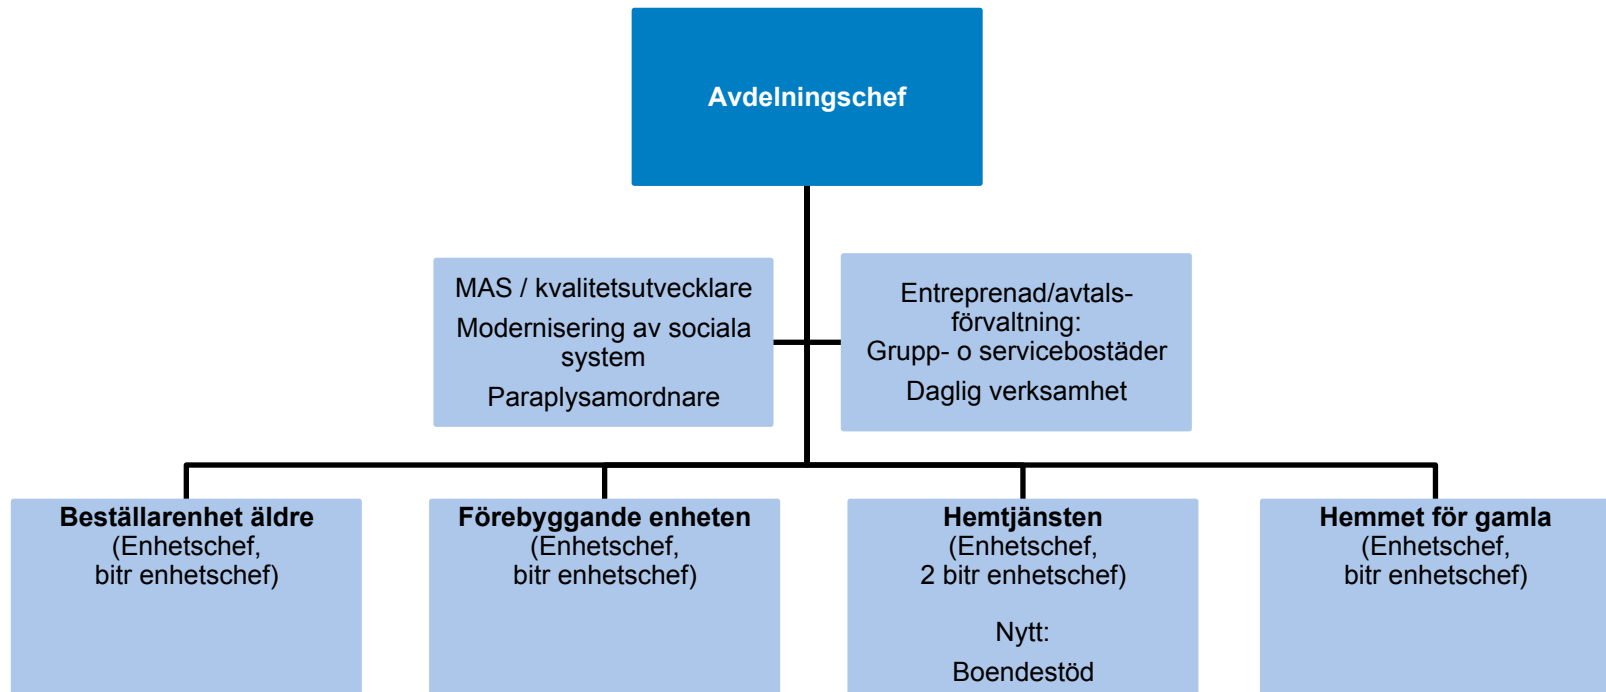 Avdelningschef
MAS / kvalitetsutvecklare
Modernisering av sociala
system
Paraplysamordnare
Entreprenad/avtals-
förvaltning:
Grupp- o servicebostäder
Daglig verksamhet
Beställarenhet äldre
(Enhetschef,
bitr enhetschef)
Förebyggande enheten
(Enhetschef,
bitr enhetschef)
Hemtjänsten
(Enhetschef,
2 bitr enhetschef)
Nytt:
Boendestöd
Hemmet för gamla
(Enhetschef,
bitr enhetschef)